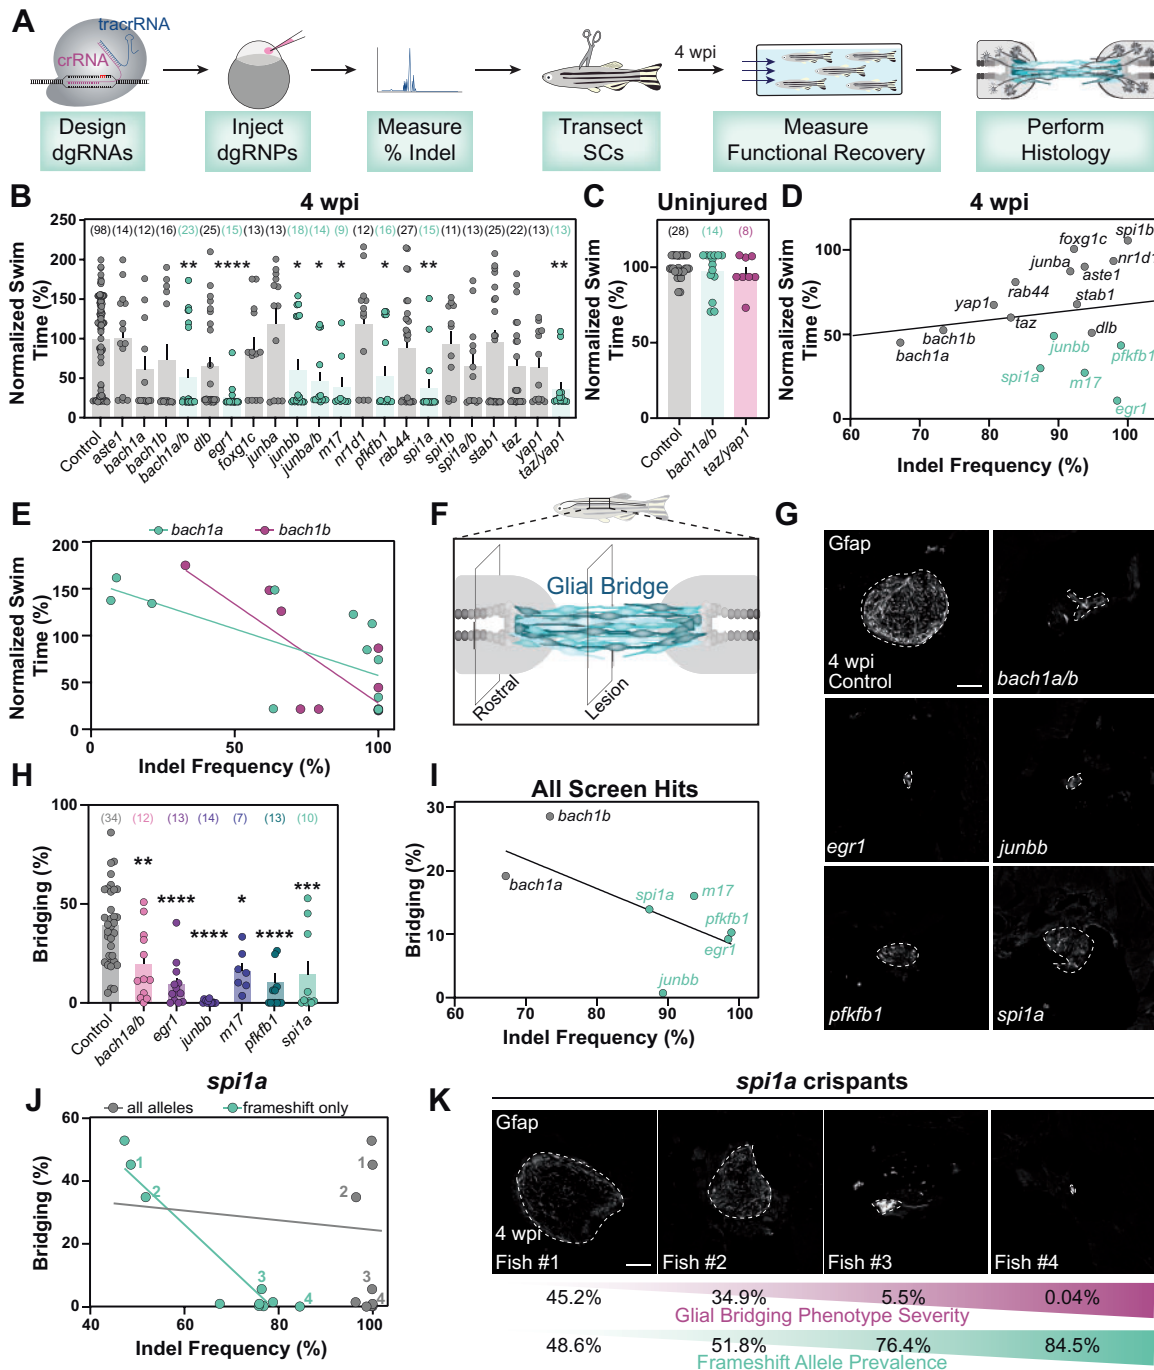 A
tracrRNA
crRNA
4 wpi
Design dgRNAs
Inject dgRNPs
Measure % Indel
Transect SCs
Measure Functional Recovery
Perform Histology
B
4 wpi
Normalized Swim Time (%)
250
200
150
100
50
0
(98) (14) (12) (16) (23) (25) (15) (13) (13) (18) (14) (9) (12) (16) (27) (15) (11) (13) (25) (22) (13) (13)
** **** * * * * ** **
Control
aste1
bach1a
bach1b
bach1a/b
dlb
egr1
foxg1c
junba
junbb
junba/b
m17
nr1d1
pfkfb1
rab44
spi1a
spi1b
spi1a/b
stab1
taz
yap1
taz/yap1
C
Uninjured
Normalized Swim Time (%)
100
50
0
(28) (14) (8)
Control
bach1a/b
taz/yap1
D
4 wpi
Normalized Swim Time (%)
100
50
0
spi1b
foxg1c
nr1d1
junba
aste1
rab44
stab1
yap1
taz
dlb
bach1b
junbb
pfkfb1
bach1a
spi1a
m17
egr1
60 80 100
Indel Frequency (%)
E
bach1a bach1b
Normalized Swim Time (%)
200
150
100
50
0
0 50 100
Indel Frequency (%)
F
Glial Bridge
Rostral
Lesion
G
Gfap
4 wpi
Control
bach1a/b
egr1
junbb
pfkfb1
spi1a
H
Bridging (%)
100
50
0
(34) (12) (13) (14) (7) (13) (10)
** **** **** * **** ***
Control
bach1a/b
egr1
junbb
m17
pfkfb1
spi1a
I
All Screen Hits
Bridging (%)
30
20
10
0
bach1b
bach1a
spi1a
m17
pfkfb1
egr1
junbb
60 70 80 90 100
Indel Frequency (%)
J
spi1a
all alleles frameshift only
Bridging (%)
60
40
20
0
1
2
3
4
1
2
3
4
40 60 80 100
Indel Frequency (%)
K
spi1a crispants
Gfap
4 wpi
Fish #1
Fish #2
Fish #3
Fish #4
45.2% 34.9% 5.5% 0.04%
Glial Bridging Phenotype Severity
48.6% 51.8% 76.4% 84.5%
Frameshift Allele Prevalence